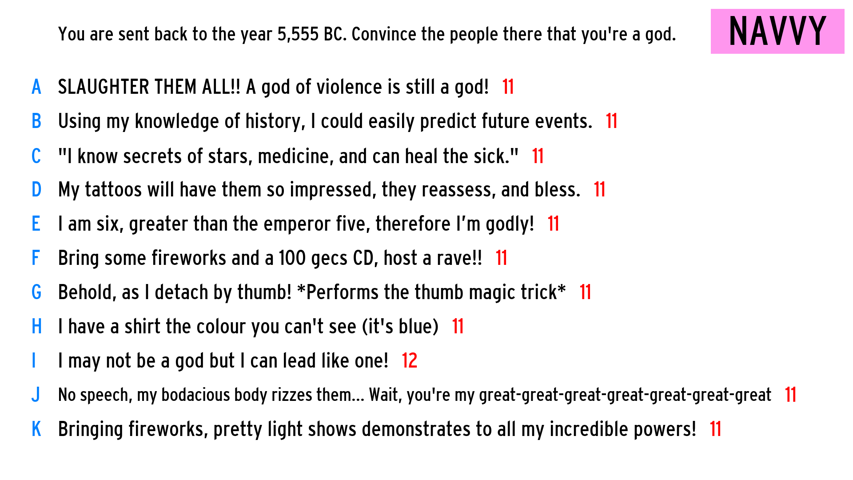 You are sent back to the year 5,555 BC. Convince the people there that you're a god.
NAVVY
A SLAUGHTER THEM ALL!! A god of violence is still a god! 11
B Using my knowledge of history, I could easily predict future events. 11
C "I know secrets of stars, medicine, and can heal the sick." 11
D My tattoos will have them so impressed, they reassess, and bless. 11
E I am six, greater than the emperor five, therefore I'm godly! 11
F Bring some fireworks and a 100 gecs CD, host a rave!! 11
G Behold, as I detach by thumb! *Performs the thumb magic trick* 11
H I have a shirt the colour you can't see (it's blue) 11
I I may not be a god but I can lead like one! 12
J No speech, my bodacious body rizzes them... Wait, you're my great-great-great-great-great-great-great 11
K Bringing fireworks, pretty light shows demonstrates to all my incredible powers! 11